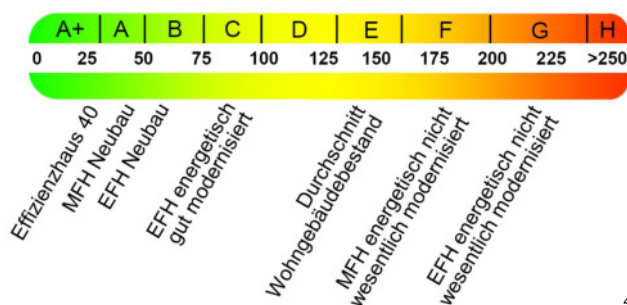 A+ A B C D E F G H
0 25 50 75 100 125 150 175 200 225 >250
Effizienzhaus 40
MFH Neubau
EFH Neubau
EFH energetisch
gut modernisiert
Durchschnitt
Wohngebäudebestand
MFH energetisch nicht
wesentlich modernisiert
EFH energetisch nicht
wesentlich modernisiert